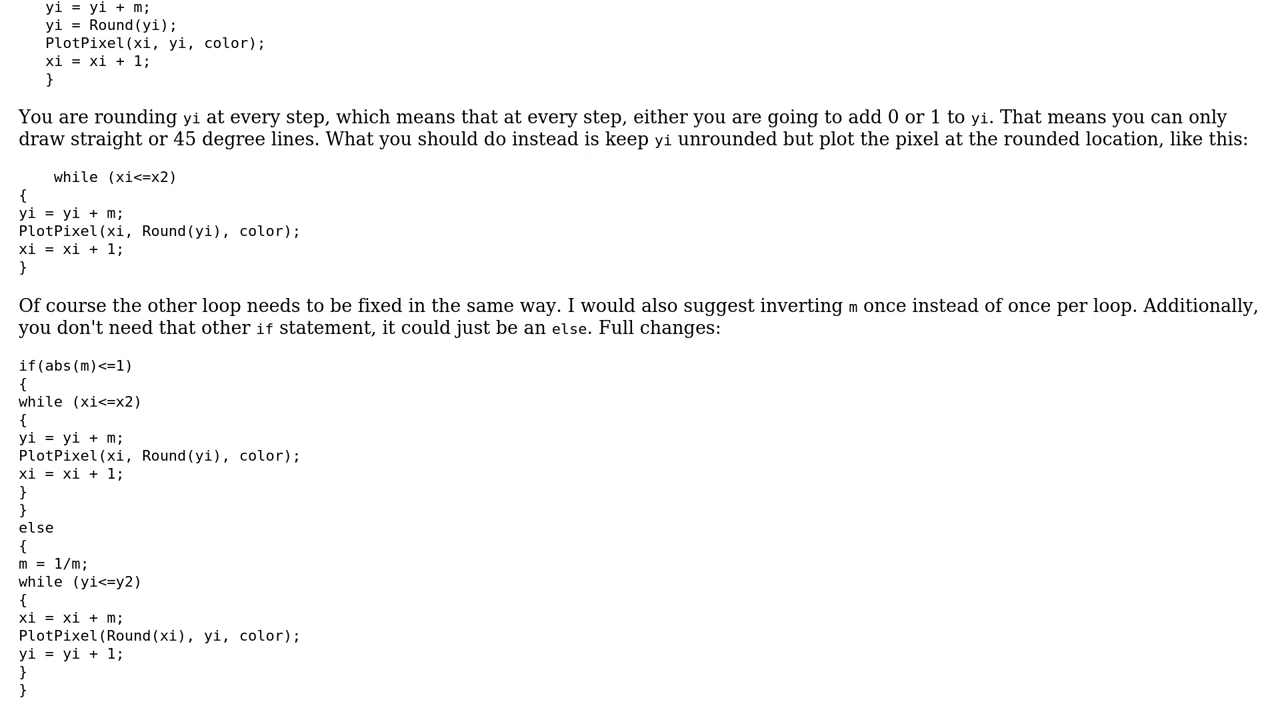 yi = yi + m;
yi = Round(yi);
PlotPixel(xi, yi, color);
xi = xi + 1;
}
You are rounding yi at every step, which means that at every step, either you are going to add 0 or 1 to yi. That means you can only
draw straight or 45 degree lines. What you should do instead is keep yi unrounded but plot the pixel at the rounded location, like this:
while (xi<=x2)
{
yi = yi + m;
PlotPixel(xi, Round(yi), color);
xi = xi + 1;
}
Of course the other loop needs to be fixed in the same way. I would also suggest inverting m once instead of once per loop. Additionally,
you don't need that other if statement, it could just be an else. Full changes:
if(abs(m)<=1)
{
while (xi<=x2)
{
yi = yi + m;
PlotPixel(xi, Round(yi), color);
xi = xi + 1;
}
}
else
{
m = 1/m;
while (yi<=y2)
{
xi = xi + m;
PlotPixel(Round(xi), yi, color);
yi = yi + 1;
}
}